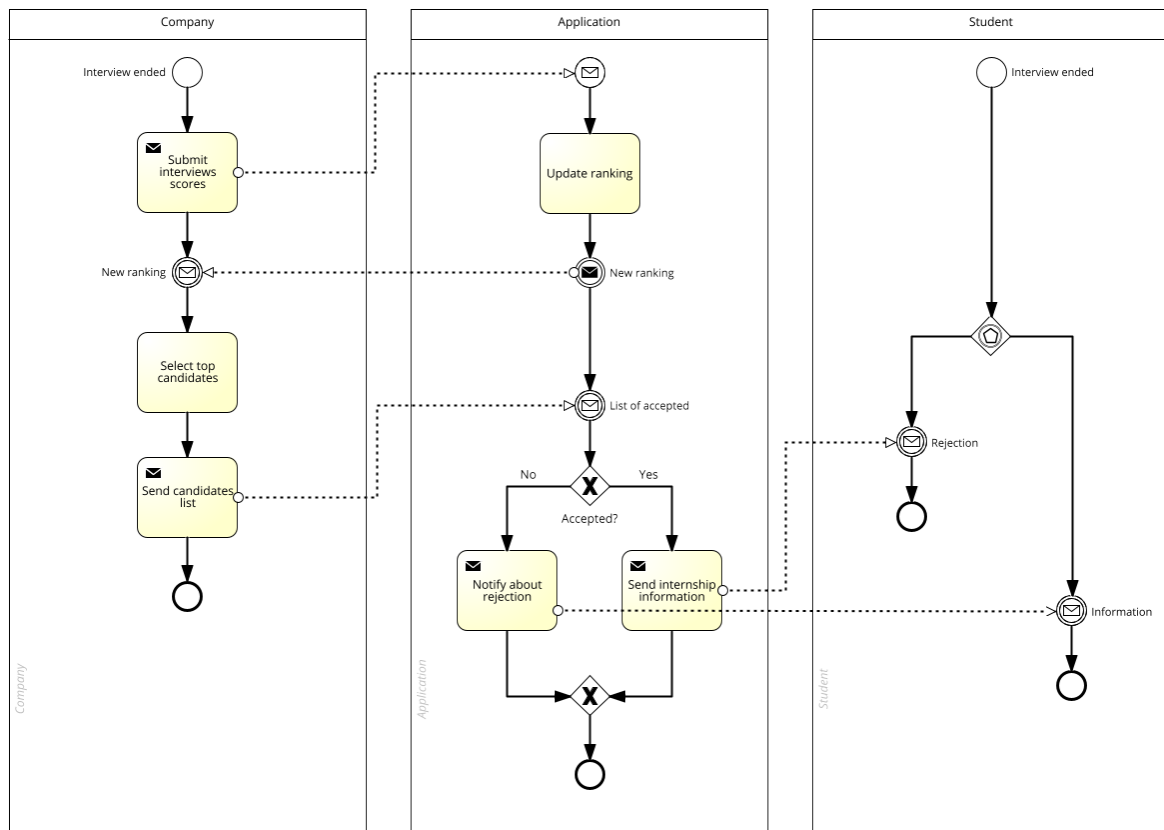 Company
Application
Student
Interview ended
Interview ended
Submit
interviews
scores
Update ranking
New ranking
New ranking
Select top
candidates
List of accepted
Rejection
No
Yes
Send candidates
list
Accepted?
Notify about
rejection
Send internship
information
Information
Company
Application
Student